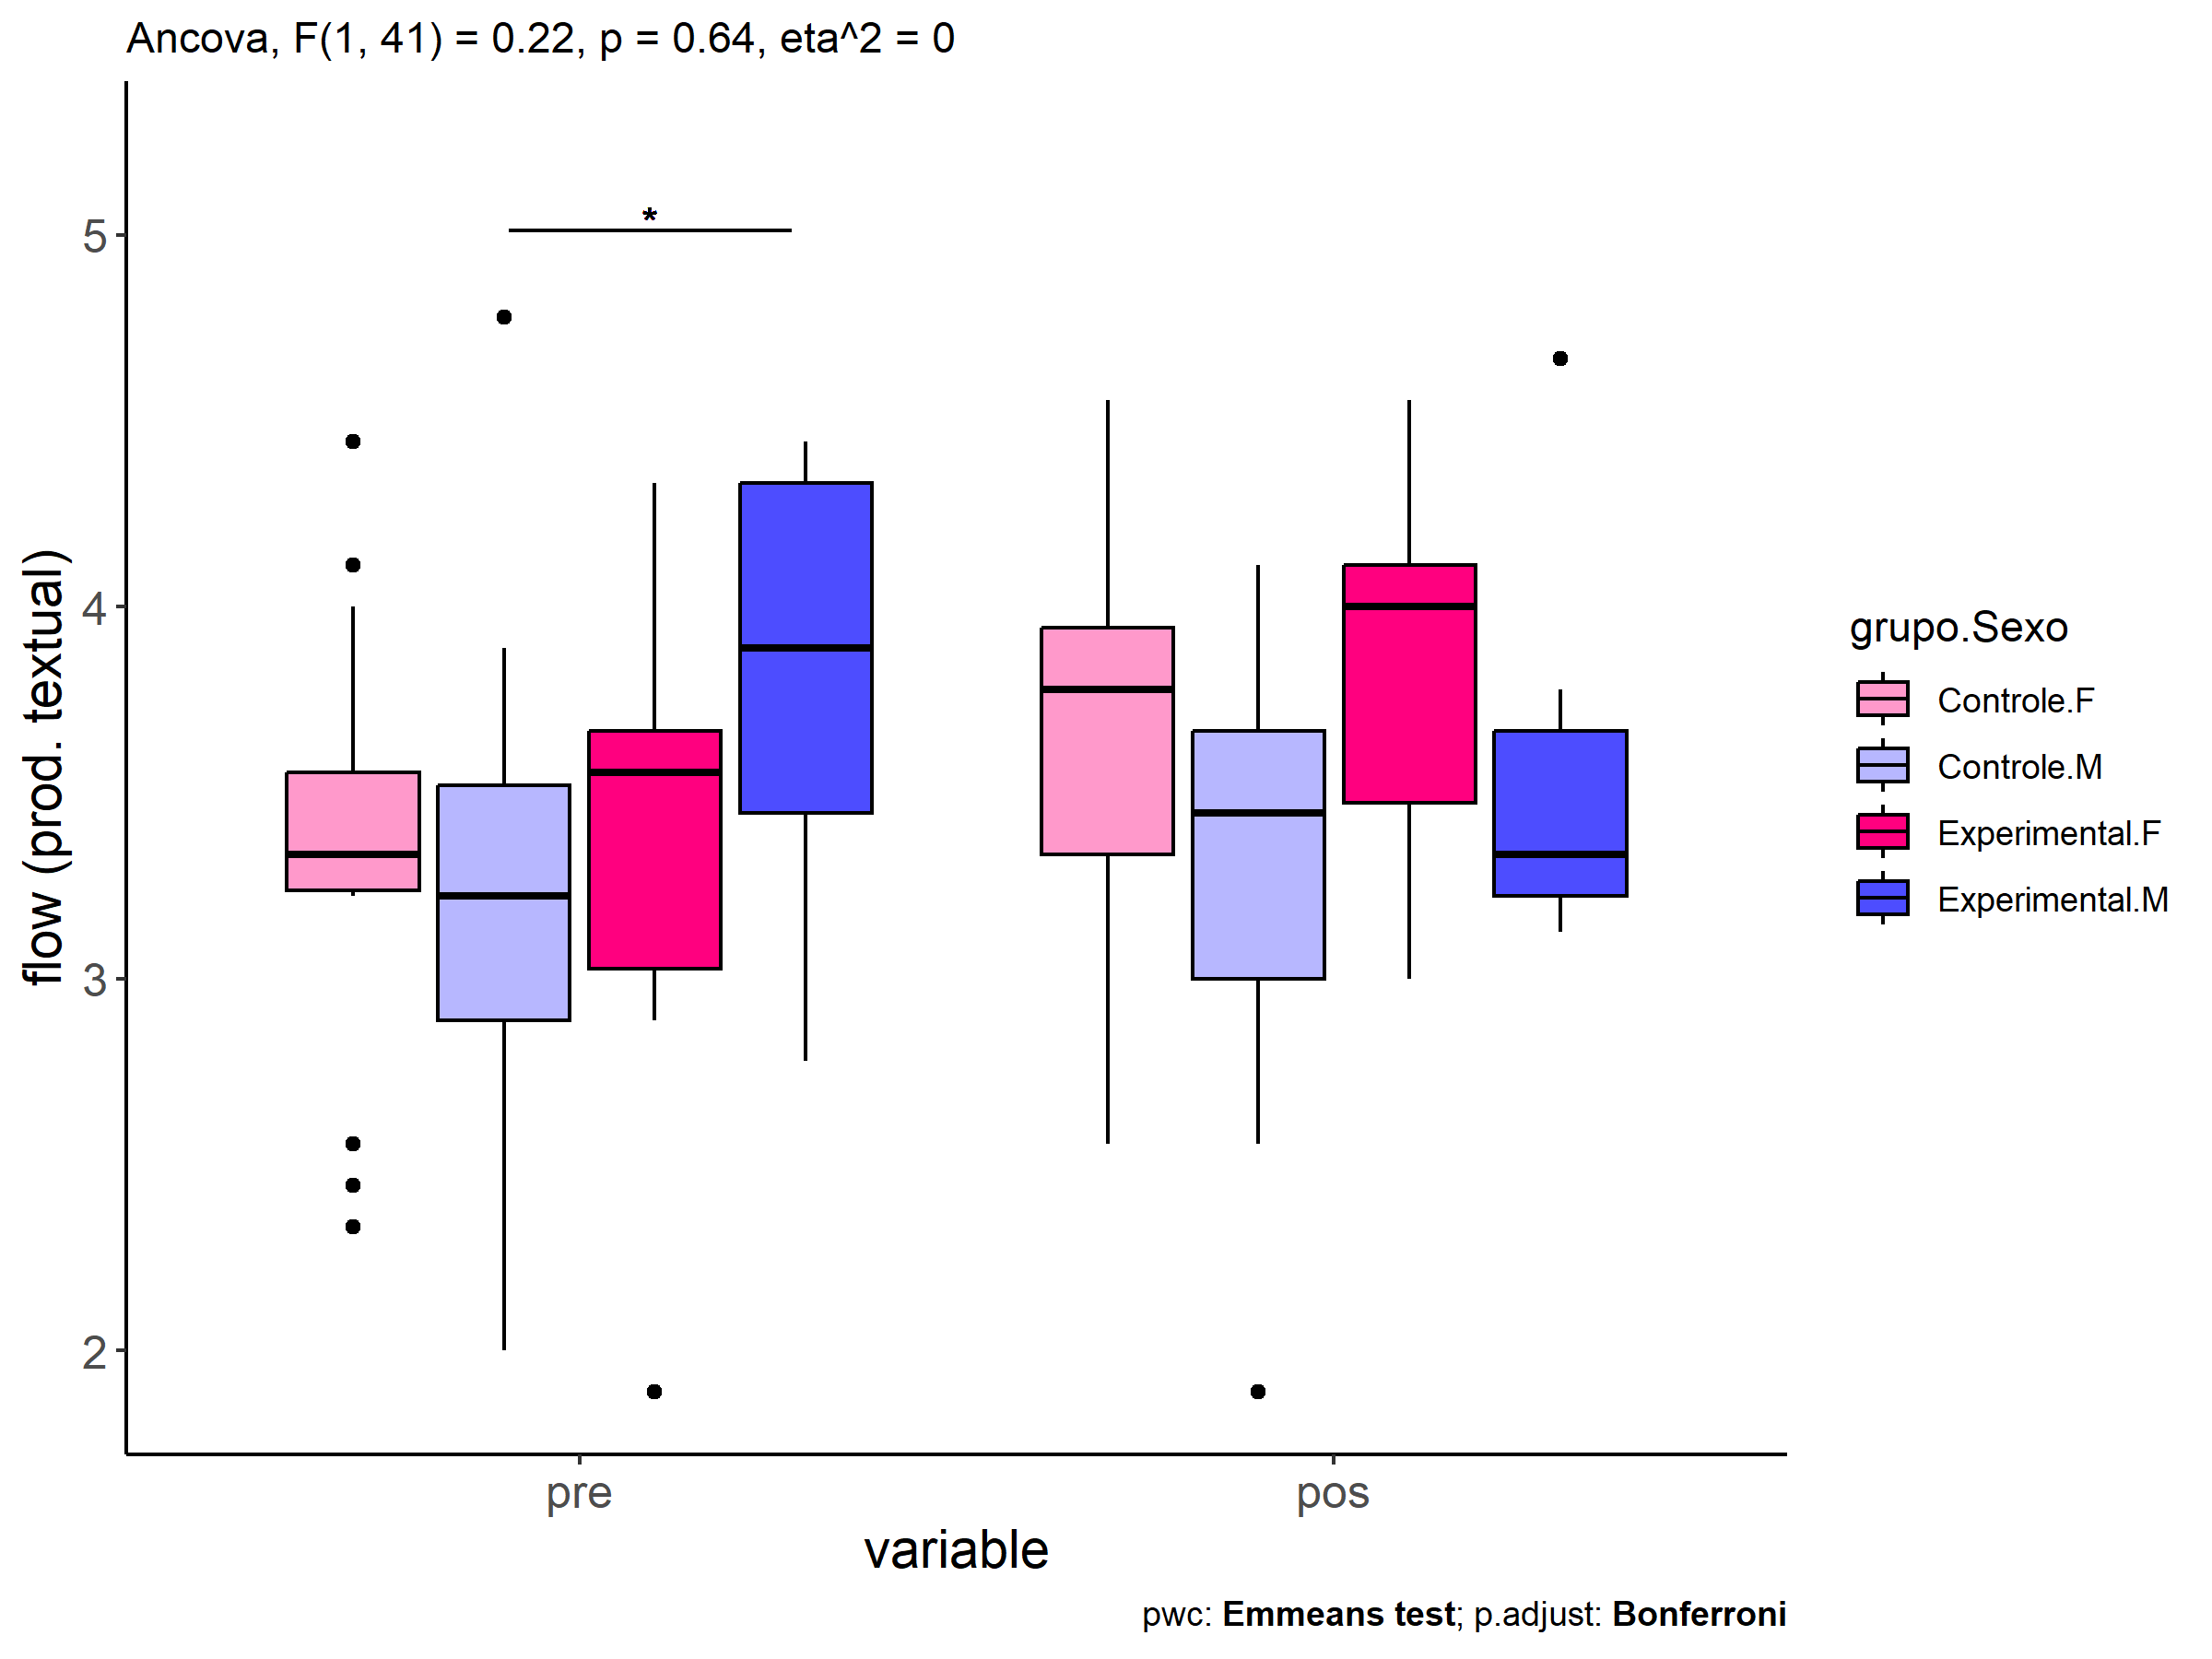 Ancova, F(1, 41) = 0.22, p = 0.64, eta^2 = 0
*
5
4
3
2
flow (prod. textual)
pre
pos
variable
grupo.Sexo
Controle.F
Controle.M
Experimental.F
Experimental.M
pwc: Emmeans test; p.adjust: Bonferroni